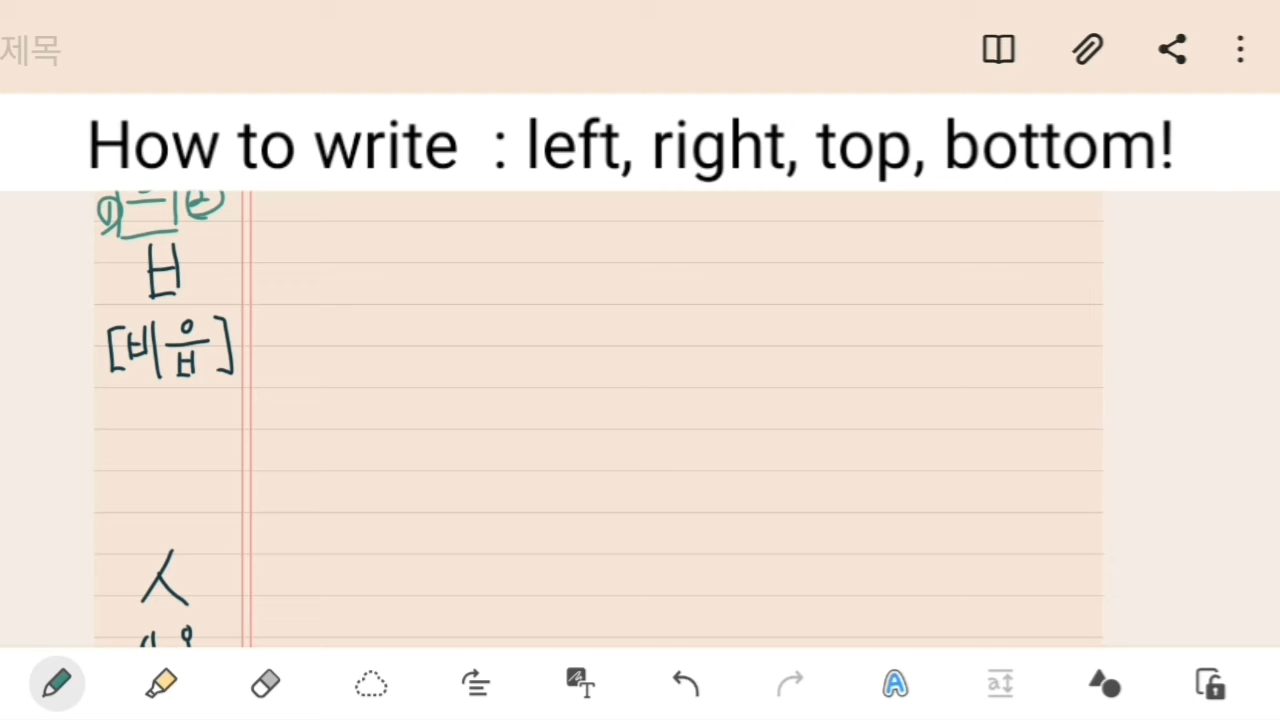 제목
How to write : left, right, top, bottom!
ㅂ
[비읍]
ㅅ